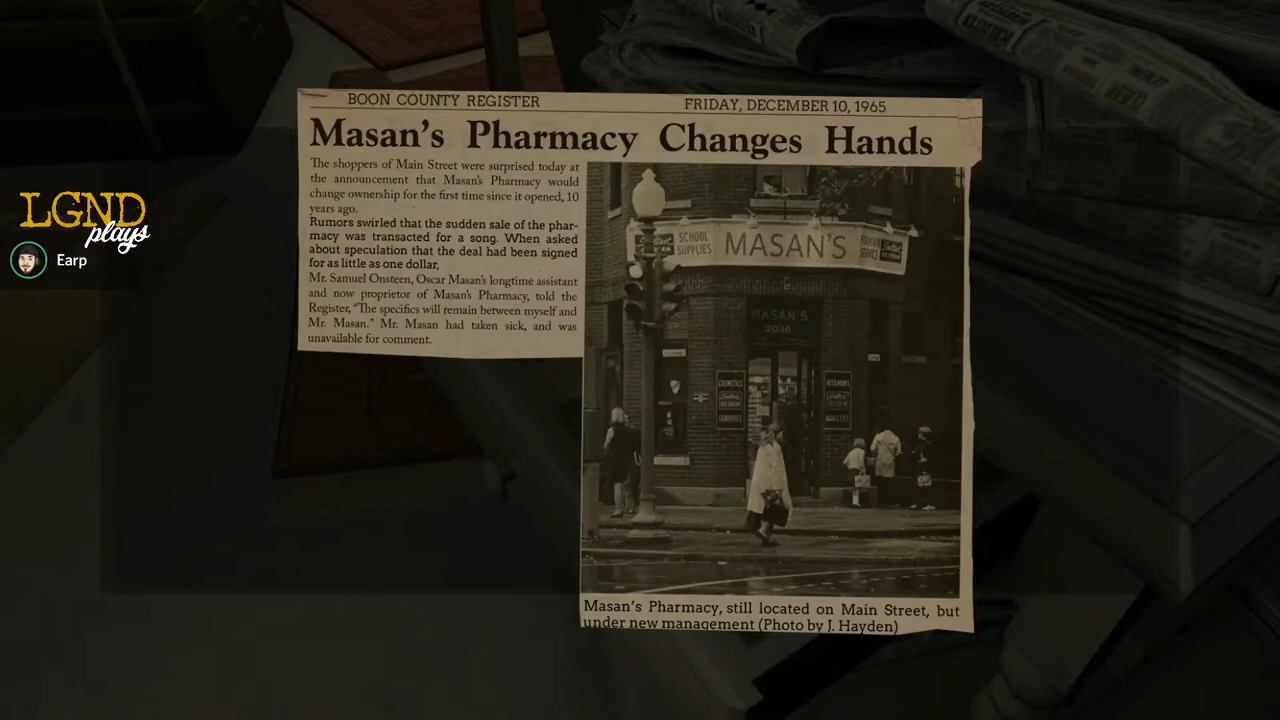 BOON COUNTY REGISTER FRIDAY, DECEMBER 10, 1965
Masan's Pharmacy Changes Hands
The shoppers of Main Street were surprised today at
the announcement that Masan's Pharmacy would
change ownership for the first time since it opened, 10
years ago.
Rumors swirled that the sudden sale of the phar-
macy was transacted for a song. When asked
about speculation that the deal had been signed
for as little as one dollar,
Mr. Samuel Onsteen, Oscar Masan's longtime assistant
and now proprietor of Masan's Pharmacy, told the
Register, "The specifics will remain between myself and
Mr. Masan." Mr. Masan had taken sick, and was
unavailable for comment.
SCHOOL
SUPPLIES
MASAN'S
SERVICE
MASAN'S
2036
COSMETICS
VITAMINS
Masan's Pharmacy, still located on Main Street, but
under new management (Photo by J. Hayden)
LGND
plays
Earp